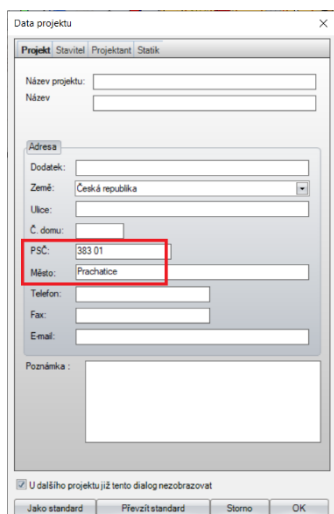 Data projektu
Projekt Stavitel Projektant Statik
Název projektu:
Název
Adresa
Dodatek:
Země: Česká republika
Ulice:
Č. domu:
PSČ: 383 01
Město: Prachatice
Telefon:
Fax:
E-mail:
Poznámka :
U dalšího projektu již tento dialog nezobrazovat
Jako standard Převzít standard Storno OK